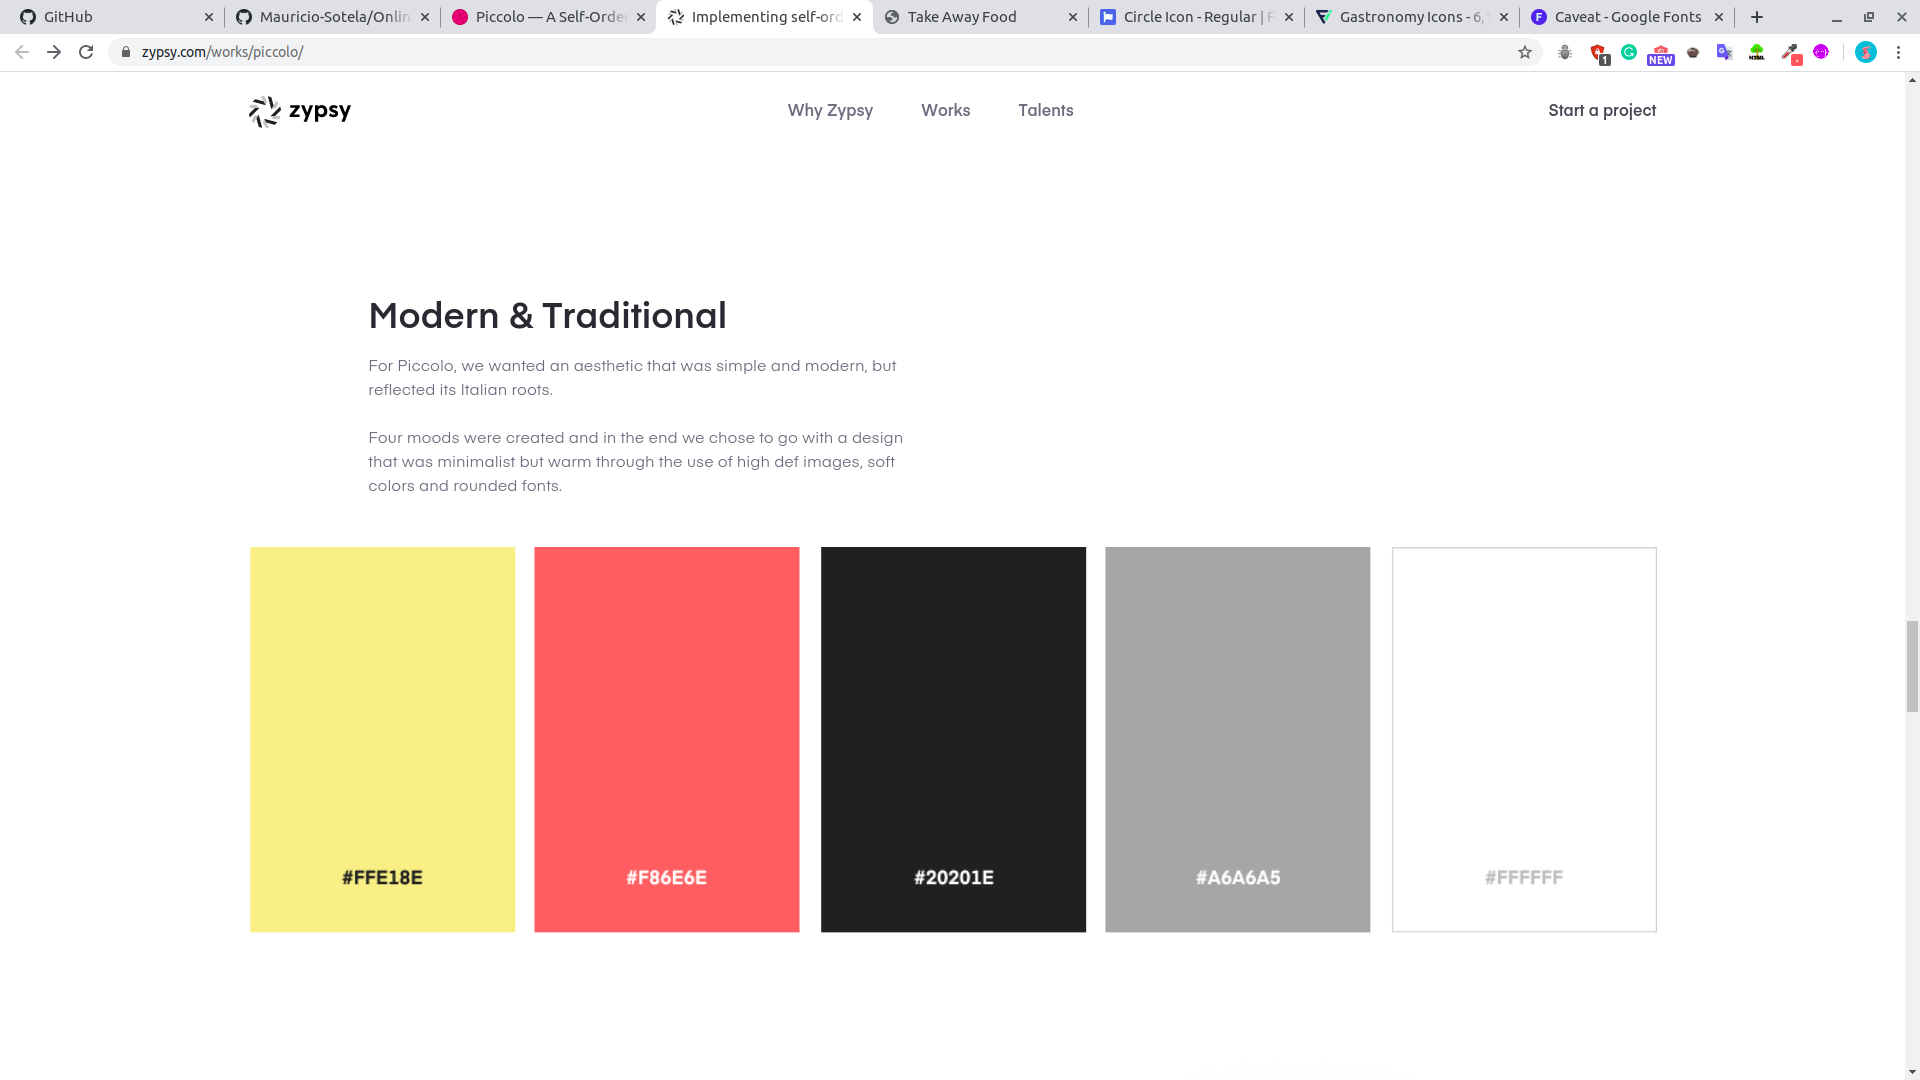 GitHub
Mauricio-Sotela/Onlin
Piccolo — A Self-Orde
Implementing self-ord
Take Away Food
Circle Icon - Regular | F
Gastronomy Icons - 6,1
Caveat - Google Fonts
zypsy.com/works/piccolo/
1
NEW
zypsy
Why Zypsy
Works
Talents
Start a project
Modern & Traditional
For Piccolo, we wanted an aesthetic that was simple and modern, but
reflected its Italian roots.
Four moods were created and in the end we chose to go with a design
that was minimalist but warm through the use of high def images, soft
colors and rounded fonts.
#FFE18E
#F86E6E
#20201E
#A6A6A5
#FFFFFF